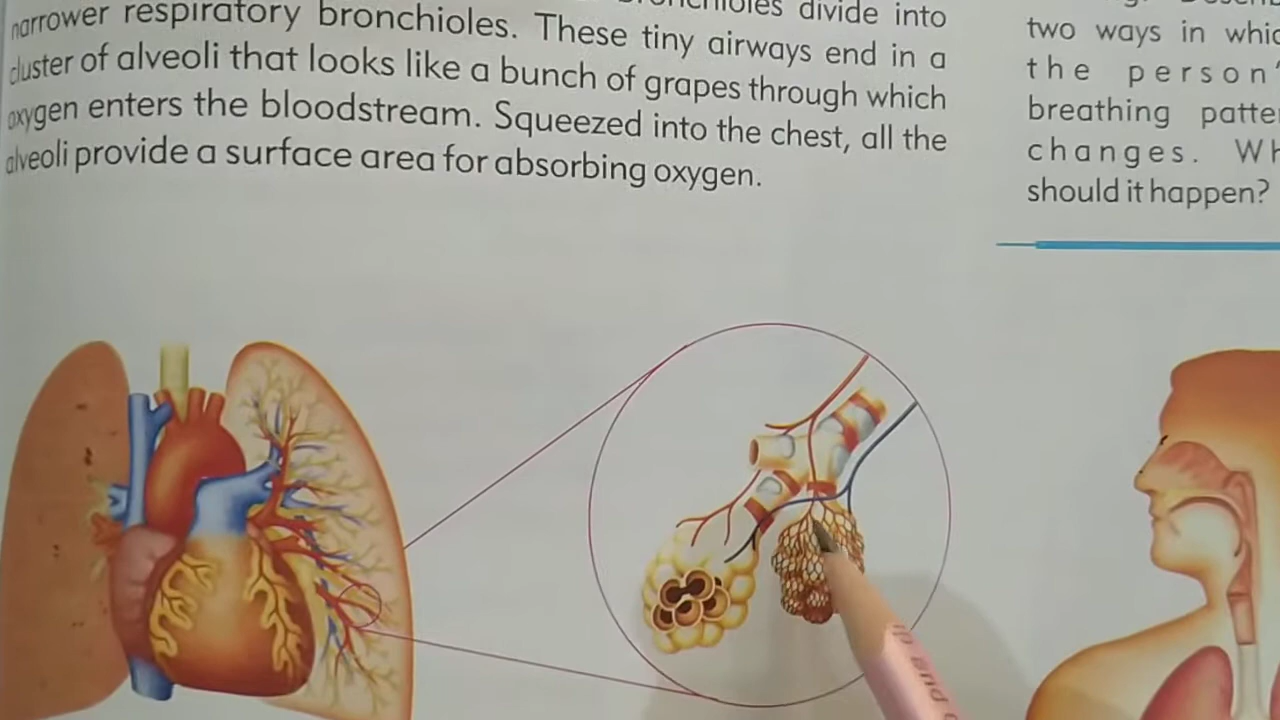 divide into
narrower respiratory bronchioles. These tiny airways end in a
cluster of alveoli that looks like a bunch of grapes through which
oxygen enters the bloodstream. Squeezed into the chest, all the
alveoli provide a surface area for absorbing oxygen.
two ways in whic
the person'
breathing patte
changes. Wh
should it happen?